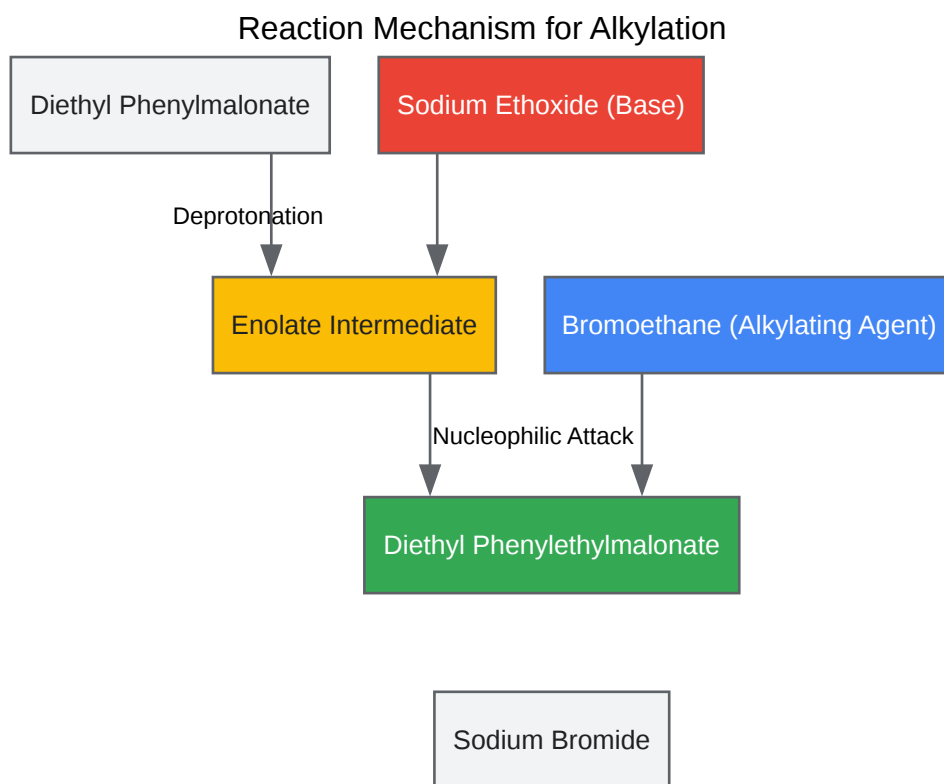 Reaction Mechanism for Alkylation
Diethyl Phenylmalonate
Sodium Ethoxide (Base)
Deprotonation
Enolate Intermediate
Bromoethane (Alkylating Agent)
Nucleophilic Attack
Diethyl Phenylethylmalonate
Sodium Bromide